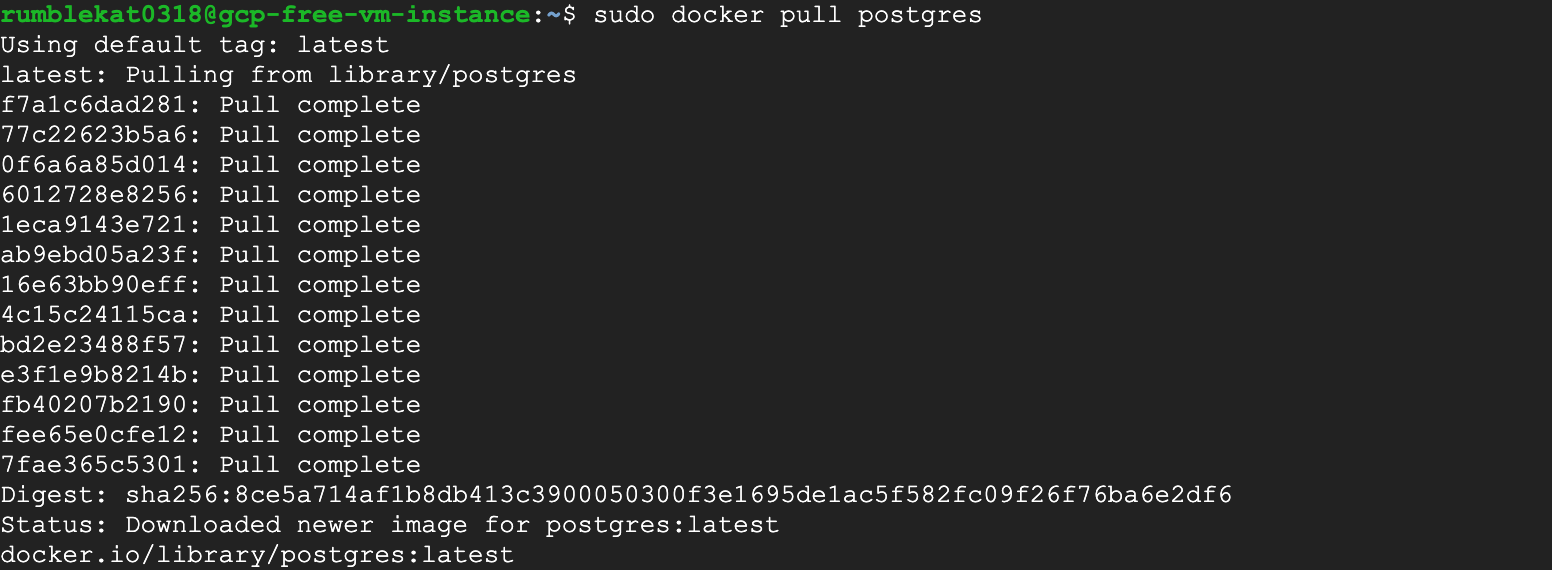 rumblekat0318@gcp-free-vm-instance:~$ sudo docker pull postgres
Using default tag: latest
latest: Pulling from library/postgres
f7a1c6dad281: Pull complete
77c22623b5a6: Pull complete
0f6a6a85d014: Pull complete
6012728e8256: Pull complete
1eca9143e721: Pull complete
ab9ebd05a23f: Pull complete
16e63bb90eff: Pull complete
4c15c24115ca: Pull complete
bd2e23488f57: Pull complete
e3f1e9b8214b: Pull complete
fb40207b2190: Pull complete
fee65e0cfe12: Pull complete
7fae365c5301: Pull complete
Digest: sha256:8ce5a714af1b8db413c3900050300f3e1695de1ac5f582fc09f26f76ba6e2df6
Status: Downloaded newer image for postgres:latest
docker.io/library/postgres:latest